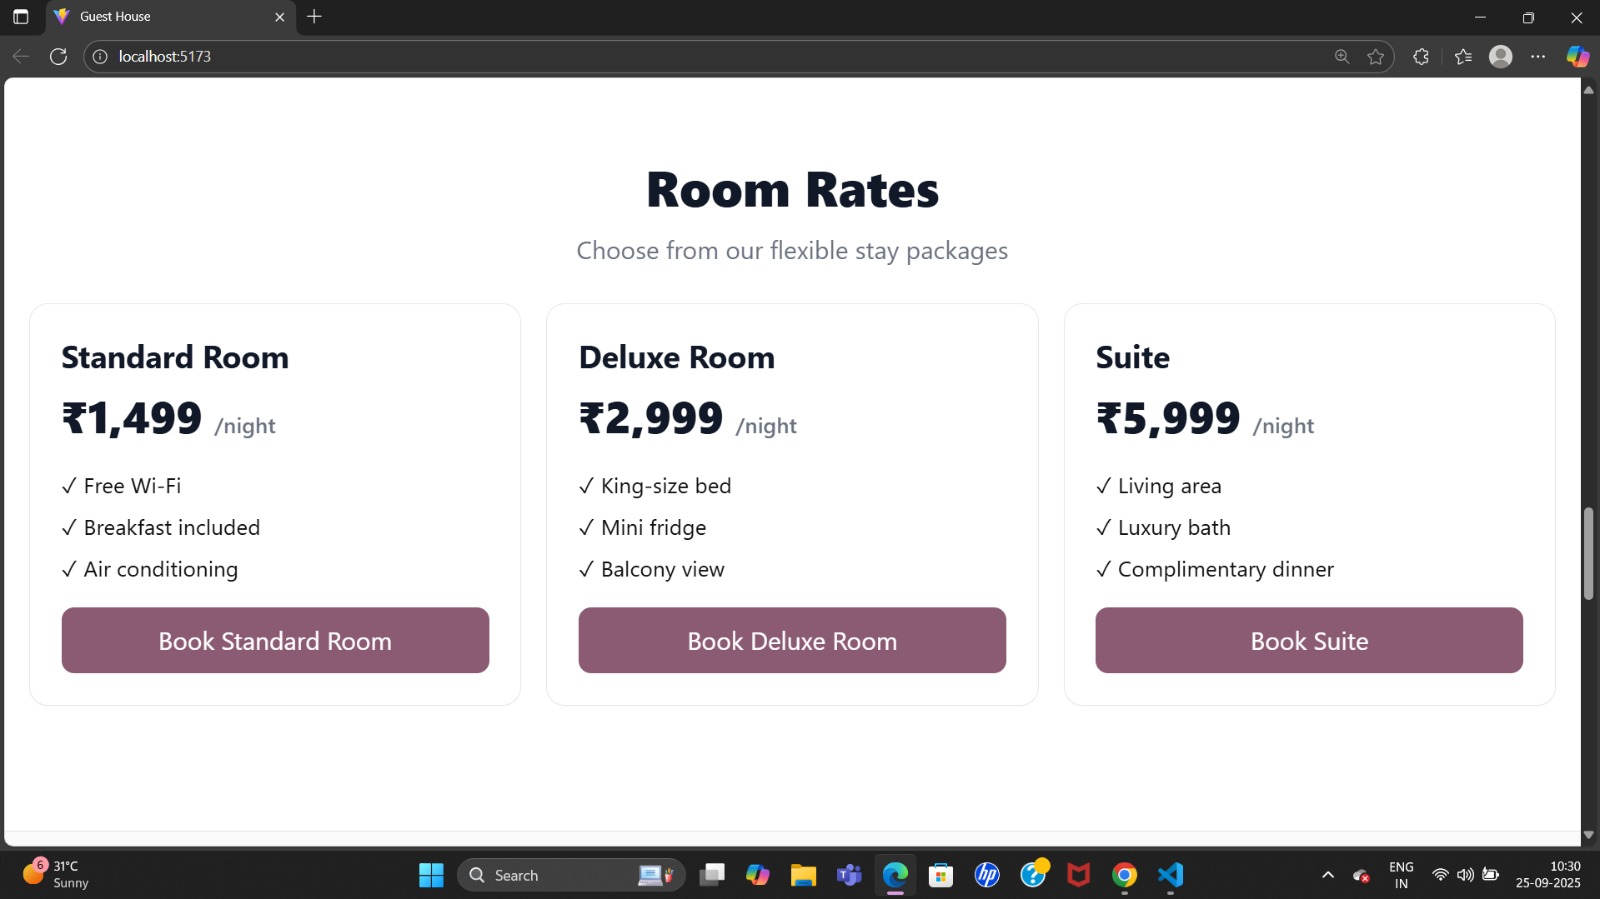 Guest House
localhost:5173
Room Rates
Choose from our flexible stay packages
Standard Room
₹1,499 /night
✓ Free Wi-Fi
✓ Breakfast included
✓ Air conditioning
Book Standard Room
Deluxe Room
₹2,999 /night
✓ King-size bed
✓ Mini fridge
✓ Balcony view
Book Deluxe Room
Suite
₹5,999 /night
✓ Living area
✓ Luxury bath
✓ Complimentary dinner
Book Suite
6
31°C
Sunny
Search
T
hp
?
ENG
IN
10:30
25-09-2025